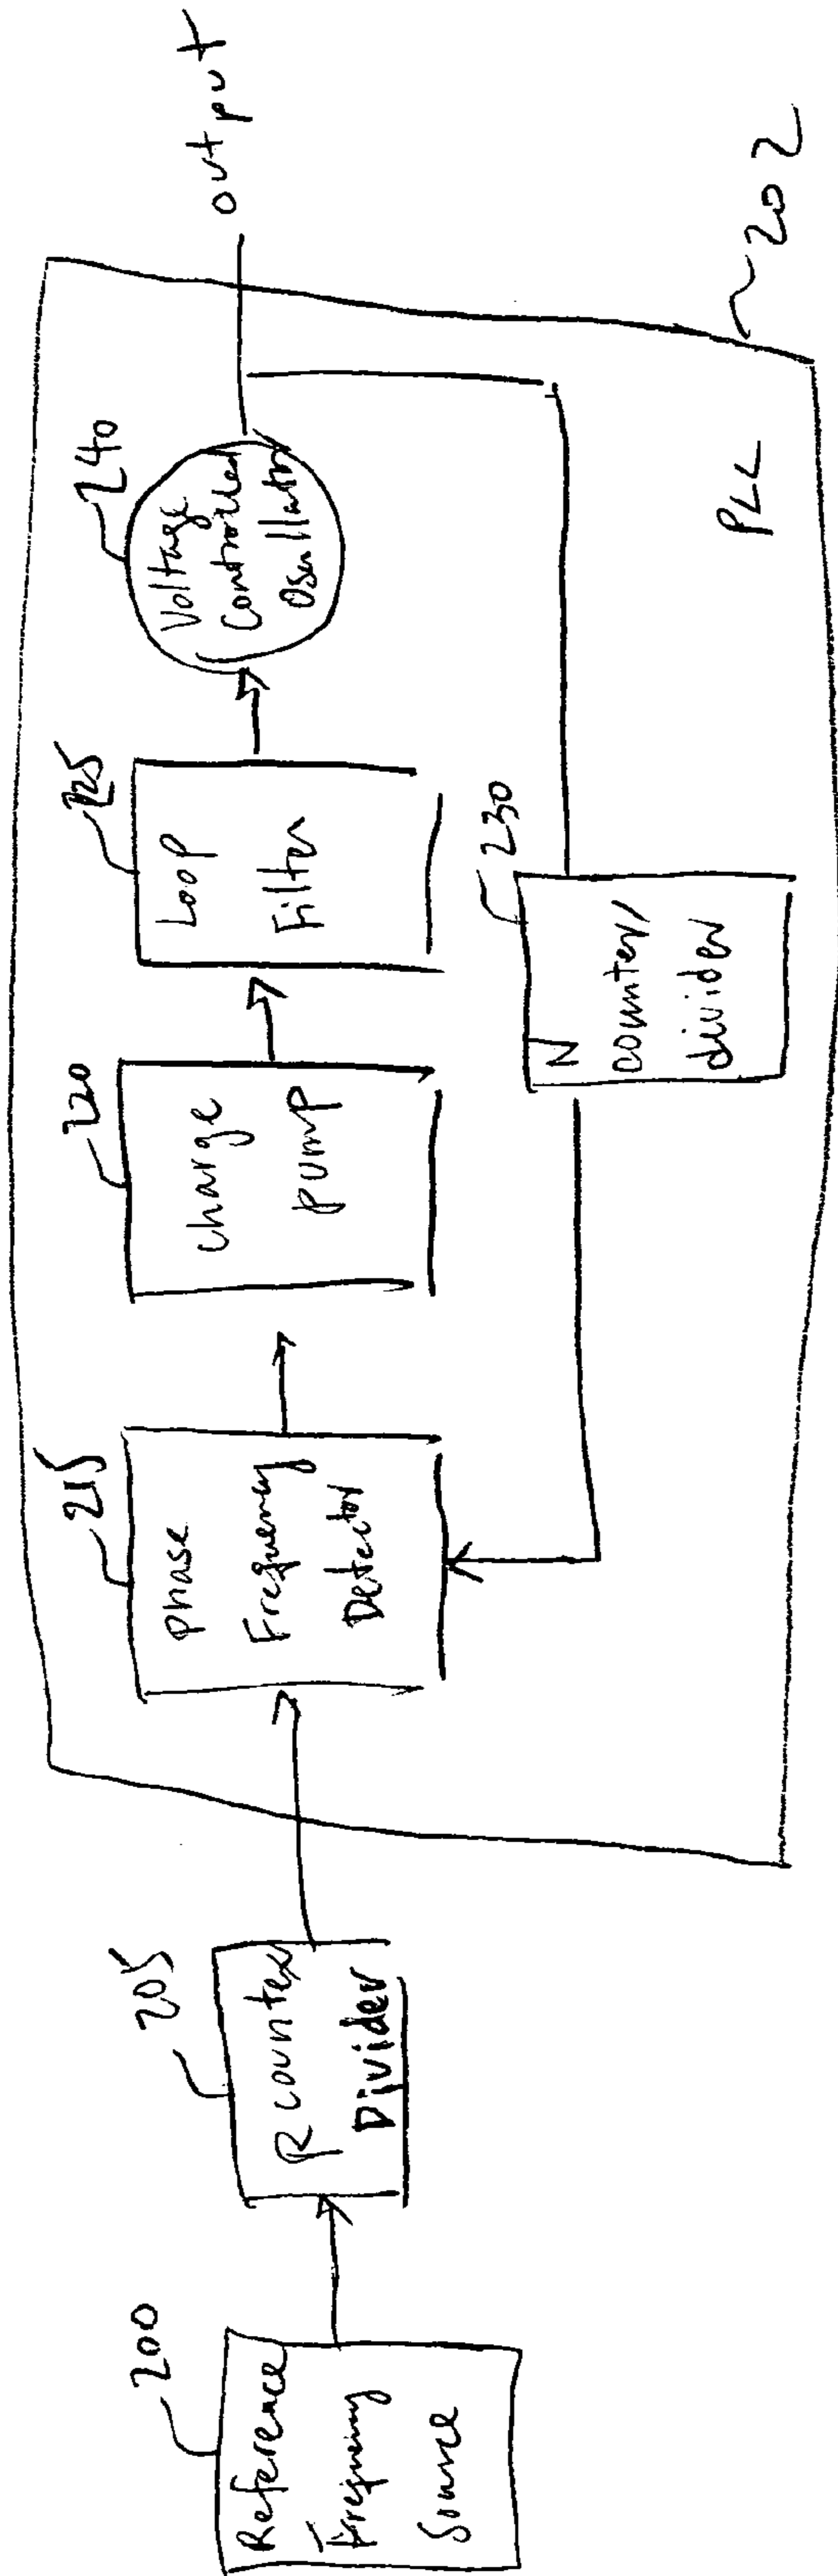 200
Reference
Frequency
Source
205
R counter
Divider
215
Phase
Frequency
Detector
220
charge
pump
225
Loop
Filter
240
Voltage
Controlled
Oscillator
output
230
N
counter/
divider
PLL
202